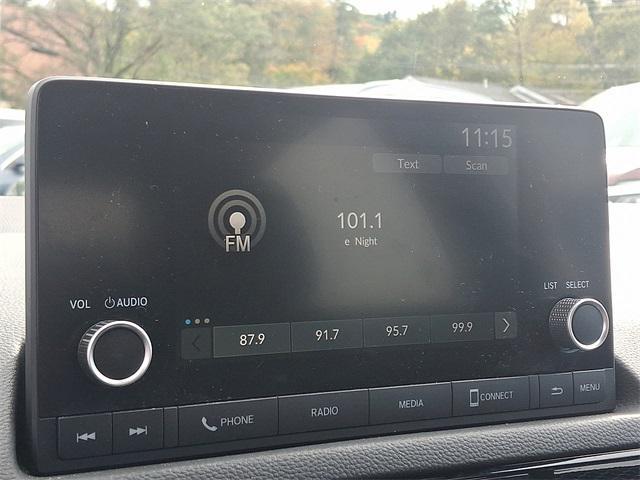 11:15
Text Scan
FM
101.1
e Night
LIST SELECT
VOL AUDIO
87.9 91.7 95.7 99.9
PHONE RADIO MEDIA CONNECT MENU